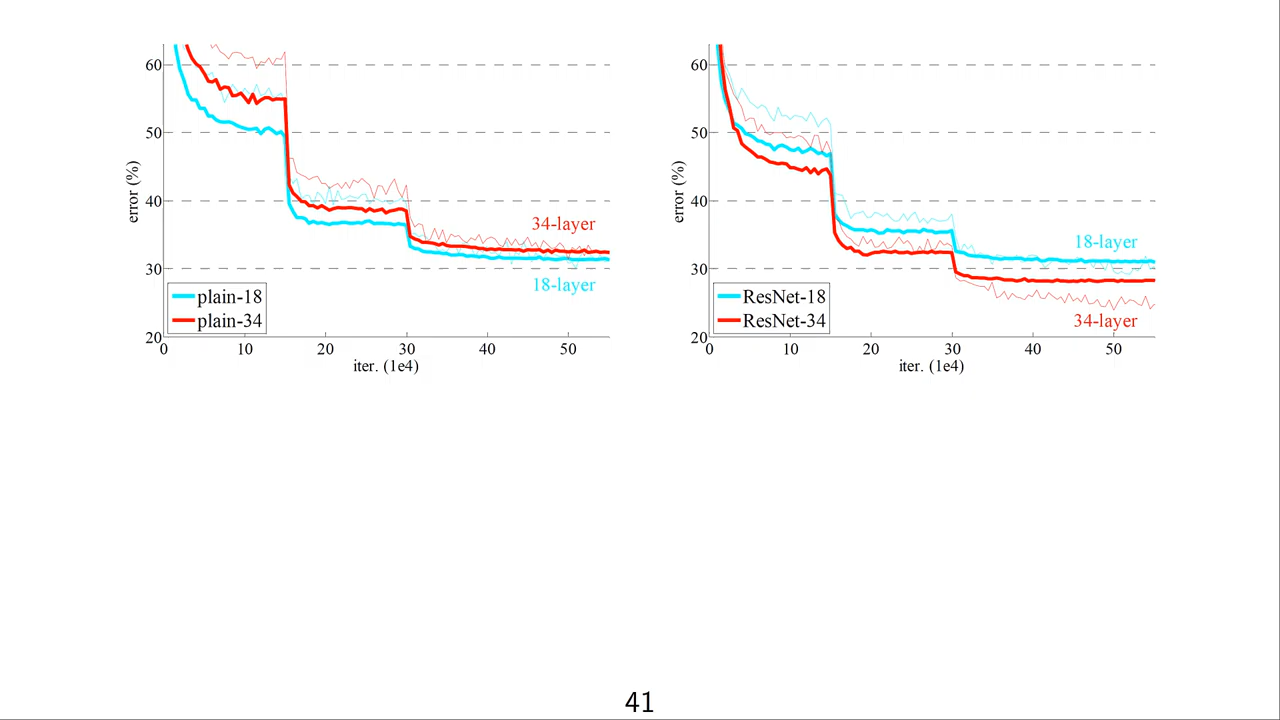 60
50
40
30
20
error (%)
34-layer
18-layer
plain-18
plain-34
0 10 20 30 40 50
iter. (1e4)
60
50
40
30
20
error (%)
18-layer
34-layer
ResNet-18
ResNet-34
0 10 20 30 40 50
iter. (1e4)
41